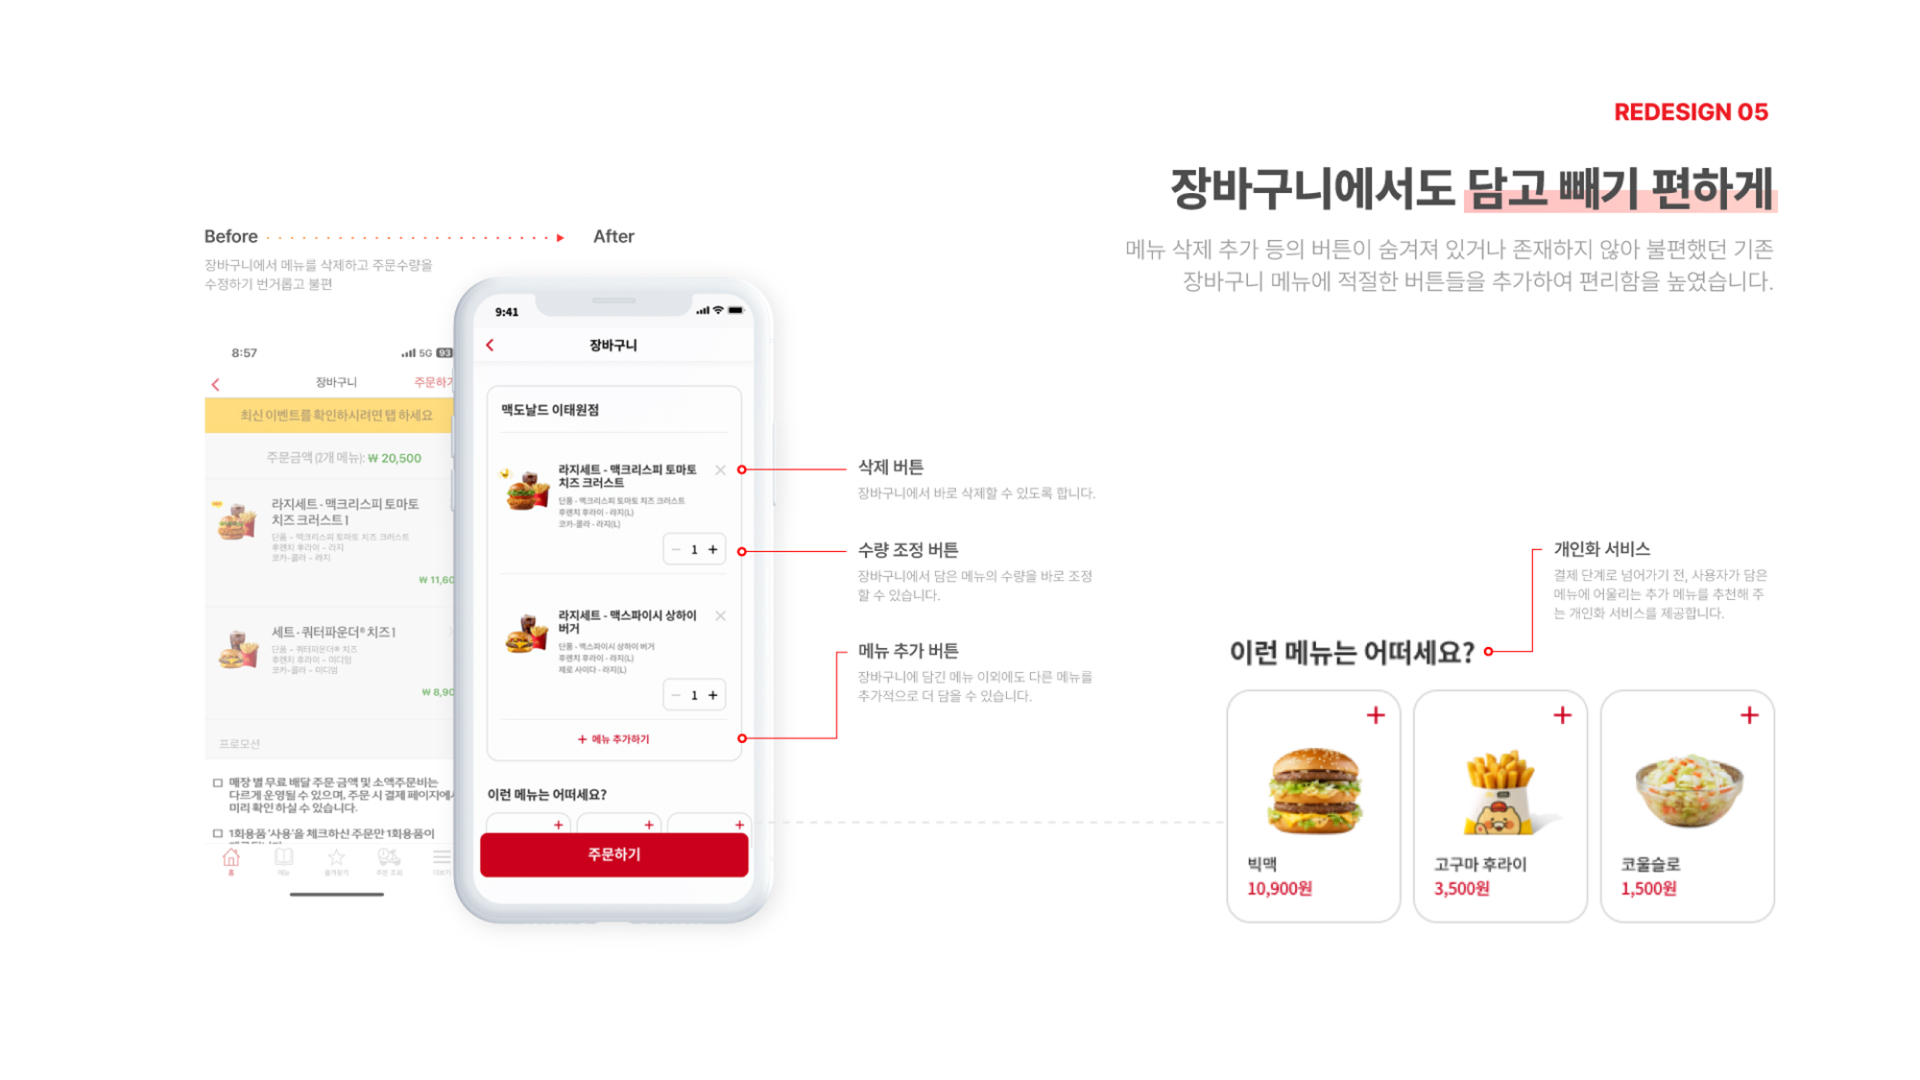 REDESIGN 05
장바구니에서도 담고 빼기 편하게
메뉴 삭제 추가 등의 버튼이 숨겨져 있거나 존재하지 않아 불편했던 기존
장바구니 메뉴에 적절한 버튼들을 추가하여 편리함을 높였습니다.
Before
After
장바구니에서 메뉴를 삭제하고 주문수량을
수정하기 번거롭고 불편
8:57
5G 93
장바구니
주문하기
최신 이벤트를 확인하시려면 탭 하세요
주문금액 (2개 메뉴): ₩ 20,500
라지세트 - 맥크리스피 토마토
치즈 크러스트 1
단품 - 맥크리스피 토마토 치즈 크러스트
후렌치 후라이 - 라지
코카-콜라 - 라지
₩ 11,60
세트 - 쿼터파운더® 치즈 1
단품 - 쿼터파운더® 치즈
후렌치 후라이 - 미디엄
코카-콜라 - 미디엄
₩ 8,90
프로모션
매장 별 무료 배달 주문 금액 및 소액주문비는
다르게 운영될 수 있으며, 주문 시 결제 페이지에서
미리 확인 하실 수 있습니다.
1회용품 '사용'을 체크하신 주문만 1회용품이
홈
메뉴
즐겨찾기
주문 조회
더보기
9:41
장바구니
맥도날드 이태원점
라지세트 - 맥크리스피 토마토
치즈 크러스트
단품 - 맥크리스피 토마토 치즈 크러스트
후렌치 후라이 - 라지(L)
코카-콜라 - 라지(L)
− 1 +
라지세트 - 맥스파이시 상하이
버거
단품 - 맥스파이시 상하이 버거
후렌치 후라이 - 라지(L)
제로 사이다 - 라지(L)
− 1 +
+ 메뉴 추가하기
이런 메뉴는 어떠세요?
+ + +
주문하기
삭제 버튼
장바구니에서 바로 삭제할 수 있도록 합니다.
수량 조정 버튼
장바구니에서 담은 메뉴의 수량을 바로 조정
할 수 있습니다.
메뉴 추가 버튼
장바구니에 담긴 메뉴 이외에도 다른 메뉴를
추가적으로 더 담을 수 있습니다.
개인화 서비스
결제 단계로 넘어가기 전, 사용자가 담은
메뉴에 어울리는 추가 메뉴를 추천해 주
는 개인화 서비스를 제공합니다.
이런 메뉴는 어떠세요?
+
빅맥
10,900원
+
고구마 후라이
3,500원
+
코울슬로
1,500원